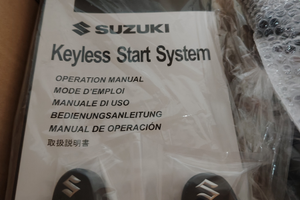 SUZUKI
Keyless Start System
OPERATION MANUAL
MODE D'EMPLOI
MANUALE DI USO
BEDIENUNGSANLEITUNG
MANUAL DE OPERACIÓN
取扱説明書